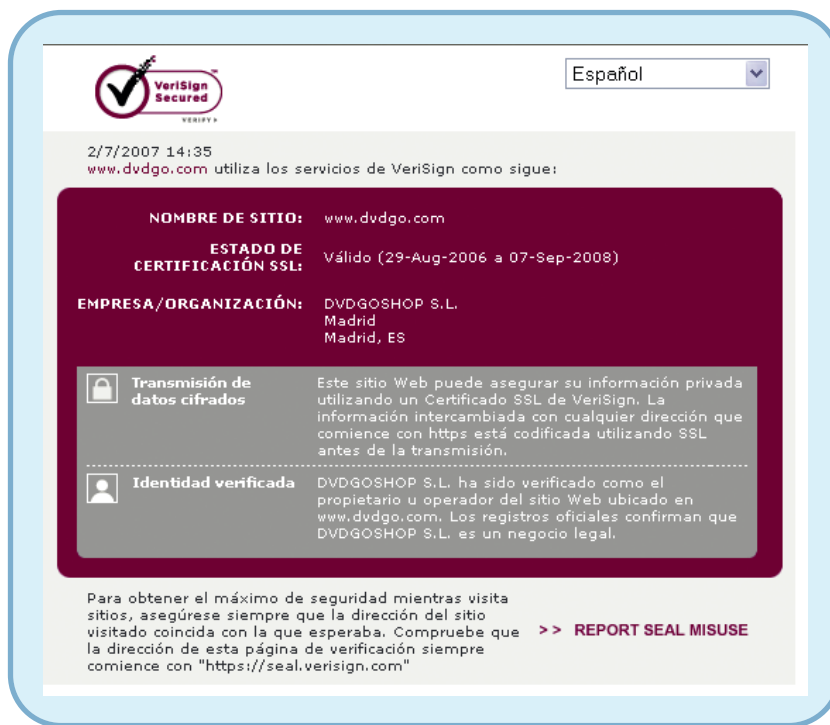 VeriSign
Secured
VERIFY
Español
2/7/2007 14:35
www.dvdgo.com utiliza los servicios de VeriSign como sigue:
NOMBRE DE SITIO: www.dvdgo.com
ESTADO DE
CERTIFICACIÓN SSL: Válido (29-Aug-2006 a 07-Sep-2008)
EMPRESA/ORGANIZACIÓN: DVDGOSHOP S.L.
Madrid
Madrid, ES
Transmisión de
datos cifrados
Este sitio Web puede asegurar su información privada
utilizando un Certificado SSL de VeriSign. La
información intercambiada con cualquier dirección que
comience con https está codificada utilizando SSL
antes de la transmisión.
Identidad verificada
DVDGOSHOP S.L. ha sido verificado como el
propietario u operador del sitio Web ubicado en
www.dvdgo.com. Los registros oficiales confirman que
DVDGOSHOP S.L. es un negocio legal.
Para obtener el máximo de seguridad mientras visita
sitios, asegúrese siempre que la dirección del sitio
visitado coincida con la que esperaba. Compruebe que
la dirección de esta página de verificación siempre
comience con "https://seal.verisign.com"
>> REPORT SEAL MISUSE